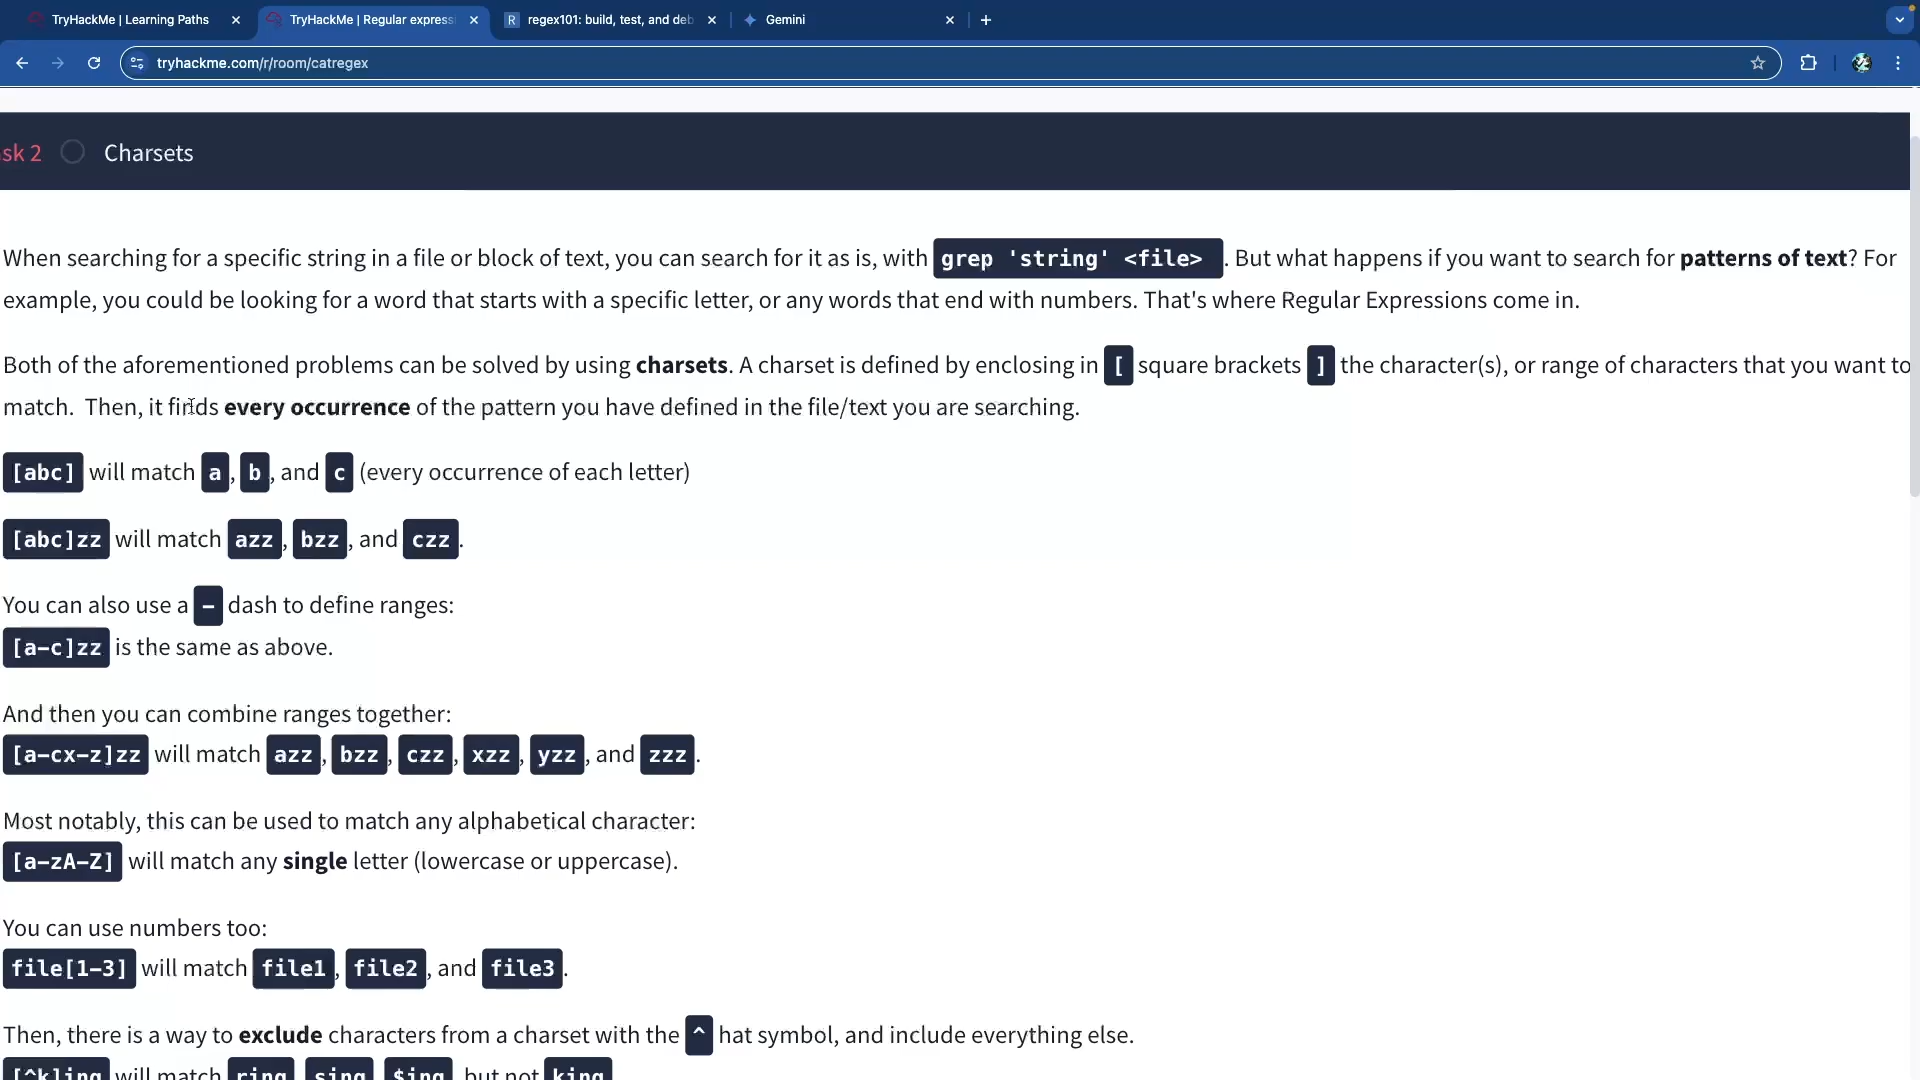 TryHackMe | Learning Paths
TryHackMe | Regular express
R regex101: build, test, and deb
Gemini
tryhackme.com/r/room/catregex
sk 2 Charsets
When searching for a specific string in a file or block of text, you can search for it as is, with grep 'string' <file> . But what happens if you want to search for patterns of text? For
example, you could be looking for a word that starts with a specific letter, or any words that end with numbers. That's where Regular Expressions come in.
Both of the aforementioned problems can be solved by using charsets. A charset is defined by enclosing in [ square brackets ] the character(s), or range of characters that you want to
match. Then, it finds every occurrence of the pattern you have defined in the file/text you are searching.
[abc] will match a, b, and c (every occurrence of each letter)
[abc]zz will match azz, bzz, and czz.
You can also use a - dash to define ranges:
[a-c]zz is the same as above.
And then you can combine ranges together:
[a-cx-z]zz will match azz, bzz, czz, xzz, yzz, and zzz.
Most notably, this can be used to match any alphabetical character:
[a-zA-Z] will match any single letter (lowercase or uppercase).
You can use numbers too:
file[1-3] will match file1, file2, and file3.
Then, there is a way to exclude characters from a charset with the ^ hat symbol, and include everything else.
[^k]ing will match ring, sing, $ing, but not king